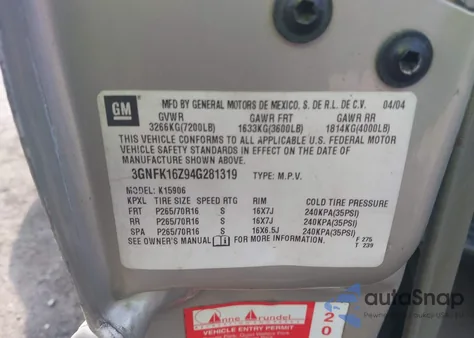 GM
MFD BY GENERAL MOTORS DE MEXICO, S. DE R.L. DE C.V. 04/04
GVWR GAWR FRT GAWR RR
3266KG(7200LB) 1633KG(3600LB) 1814KG(4000LB)
THIS VEHICLE CONFORMS TO ALL APPLICABLE U.S. FEDERAL MOTOR
VEHICLE SAFETY STANDARDS IN EFFECT ON THE DATE OF
MANUFACTURE SHOWN ABOVE.
3GNFK16Z94G281319 TYPE: M.P.V.
MODEL: K15906
KPXL TIRE SIZE SPEED RTG RIM COLD TIRE PRESSURE
FRT P265/70R16 S 16X7J 240KPA(35PSI)
RR P265/70R16 S 16X7J 240KPA(35PSI)
SPA P265/70R16 S 16X6.5J 240KPA(35PSI)
SEE OWNER'S MANUAL FOR MORE INFORMATION. F 275
T 239
Anne Arundel
VEHICLE ENTRY PERMIT
20
autoSnap